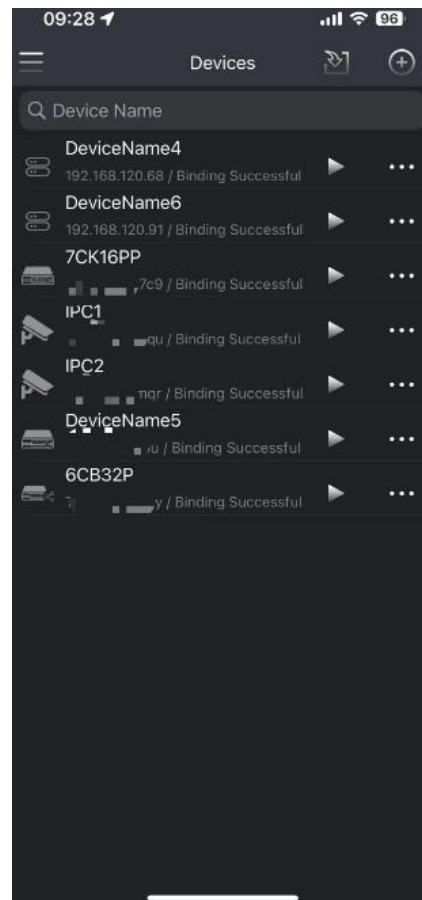 09:28 96
Devices
Device Name
DeviceName4
192.168.120.68 / Binding Successful
DeviceName6
192.168.120.91 / Binding Successful
7CK16PP
7c9 / Binding Successful
IPC1
qu / Binding Successful
IPC2
/ Binding Successful
DeviceName5
/ Binding Successful
6CB32P
y / Binding Successful